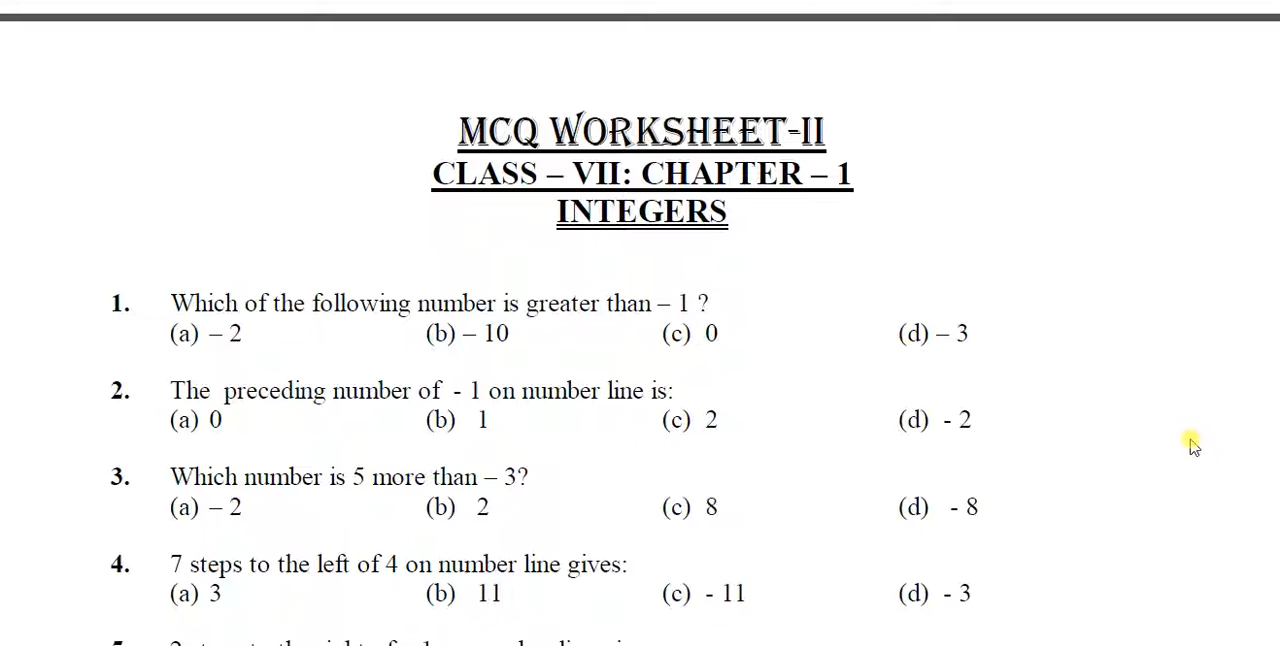 MCQ WORKSHEET-II
CLASS – VII: CHAPTER – 1
INTEGERS
1. Which of the following number is greater than – 1 ?
(a) – 2 (b) – 10 (c) 0 (d) – 3
2. The preceding number of - 1 on number line is:
(a) 0 (b) 1 (c) 2 (d) - 2
3. Which number is 5 more than – 3?
(a) – 2 (b) 2 (c) 8 (d) - 8
4. 7 steps to the left of 4 on number line gives:
(a) 3 (b) 11 (c) - 11 (d) - 3